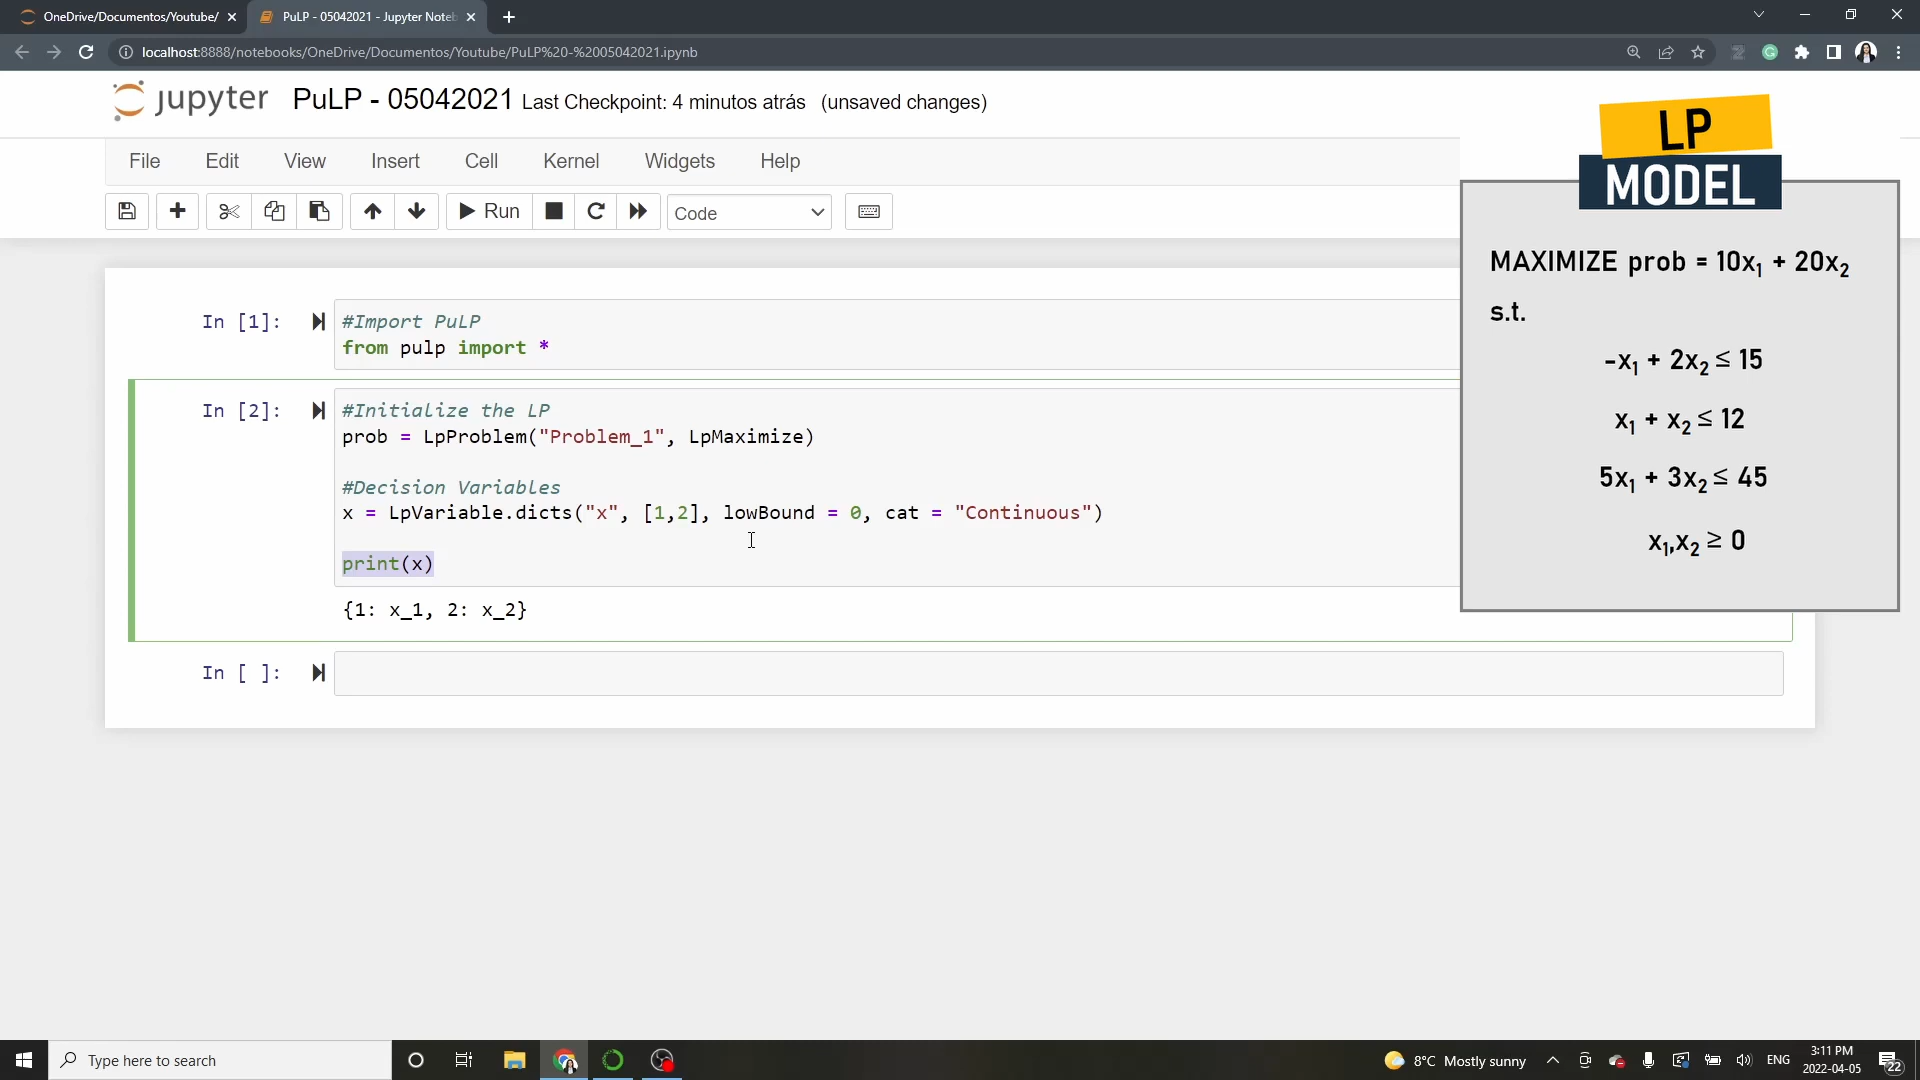 OneDrive/Documentos/Youtube/
PuLP - 05042021 - Jupyter Noteb
localhost:8888/notebooks/OneDrive/Documentos/Youtube/PuLP%20-%2005042021.ipynb
jupyter PuLP - 05042021 Last Checkpoint: 4 minutos atrás (unsaved changes)
File Edit View Insert Cell Kernel Widgets Help
Run Code
In [1]:
#Import PuLP
from pulp import *
In [2]:
#Initialize the LP
prob = LpProblem("Problem_1", LpMaximize)
#Decision Variables
x = LpVariable.dicts("x", [1,2], lowBound = 0, cat = "Continuous")
print(x)
{1: x_1, 2: x_2}
In [ ]:
LP
MODEL
MAXIMIZE prob = 10x₁ + 20x₂
s.t.
-x₁ + 2x₂ ≤ 15
x₁ + x₂ ≤ 12
5x₁ + 3x₂ ≤ 45
x₁,x₂ ≥ 0
Type here to search
8°C Mostly sunny
ENG
3:11 PM
2022-04-05
22